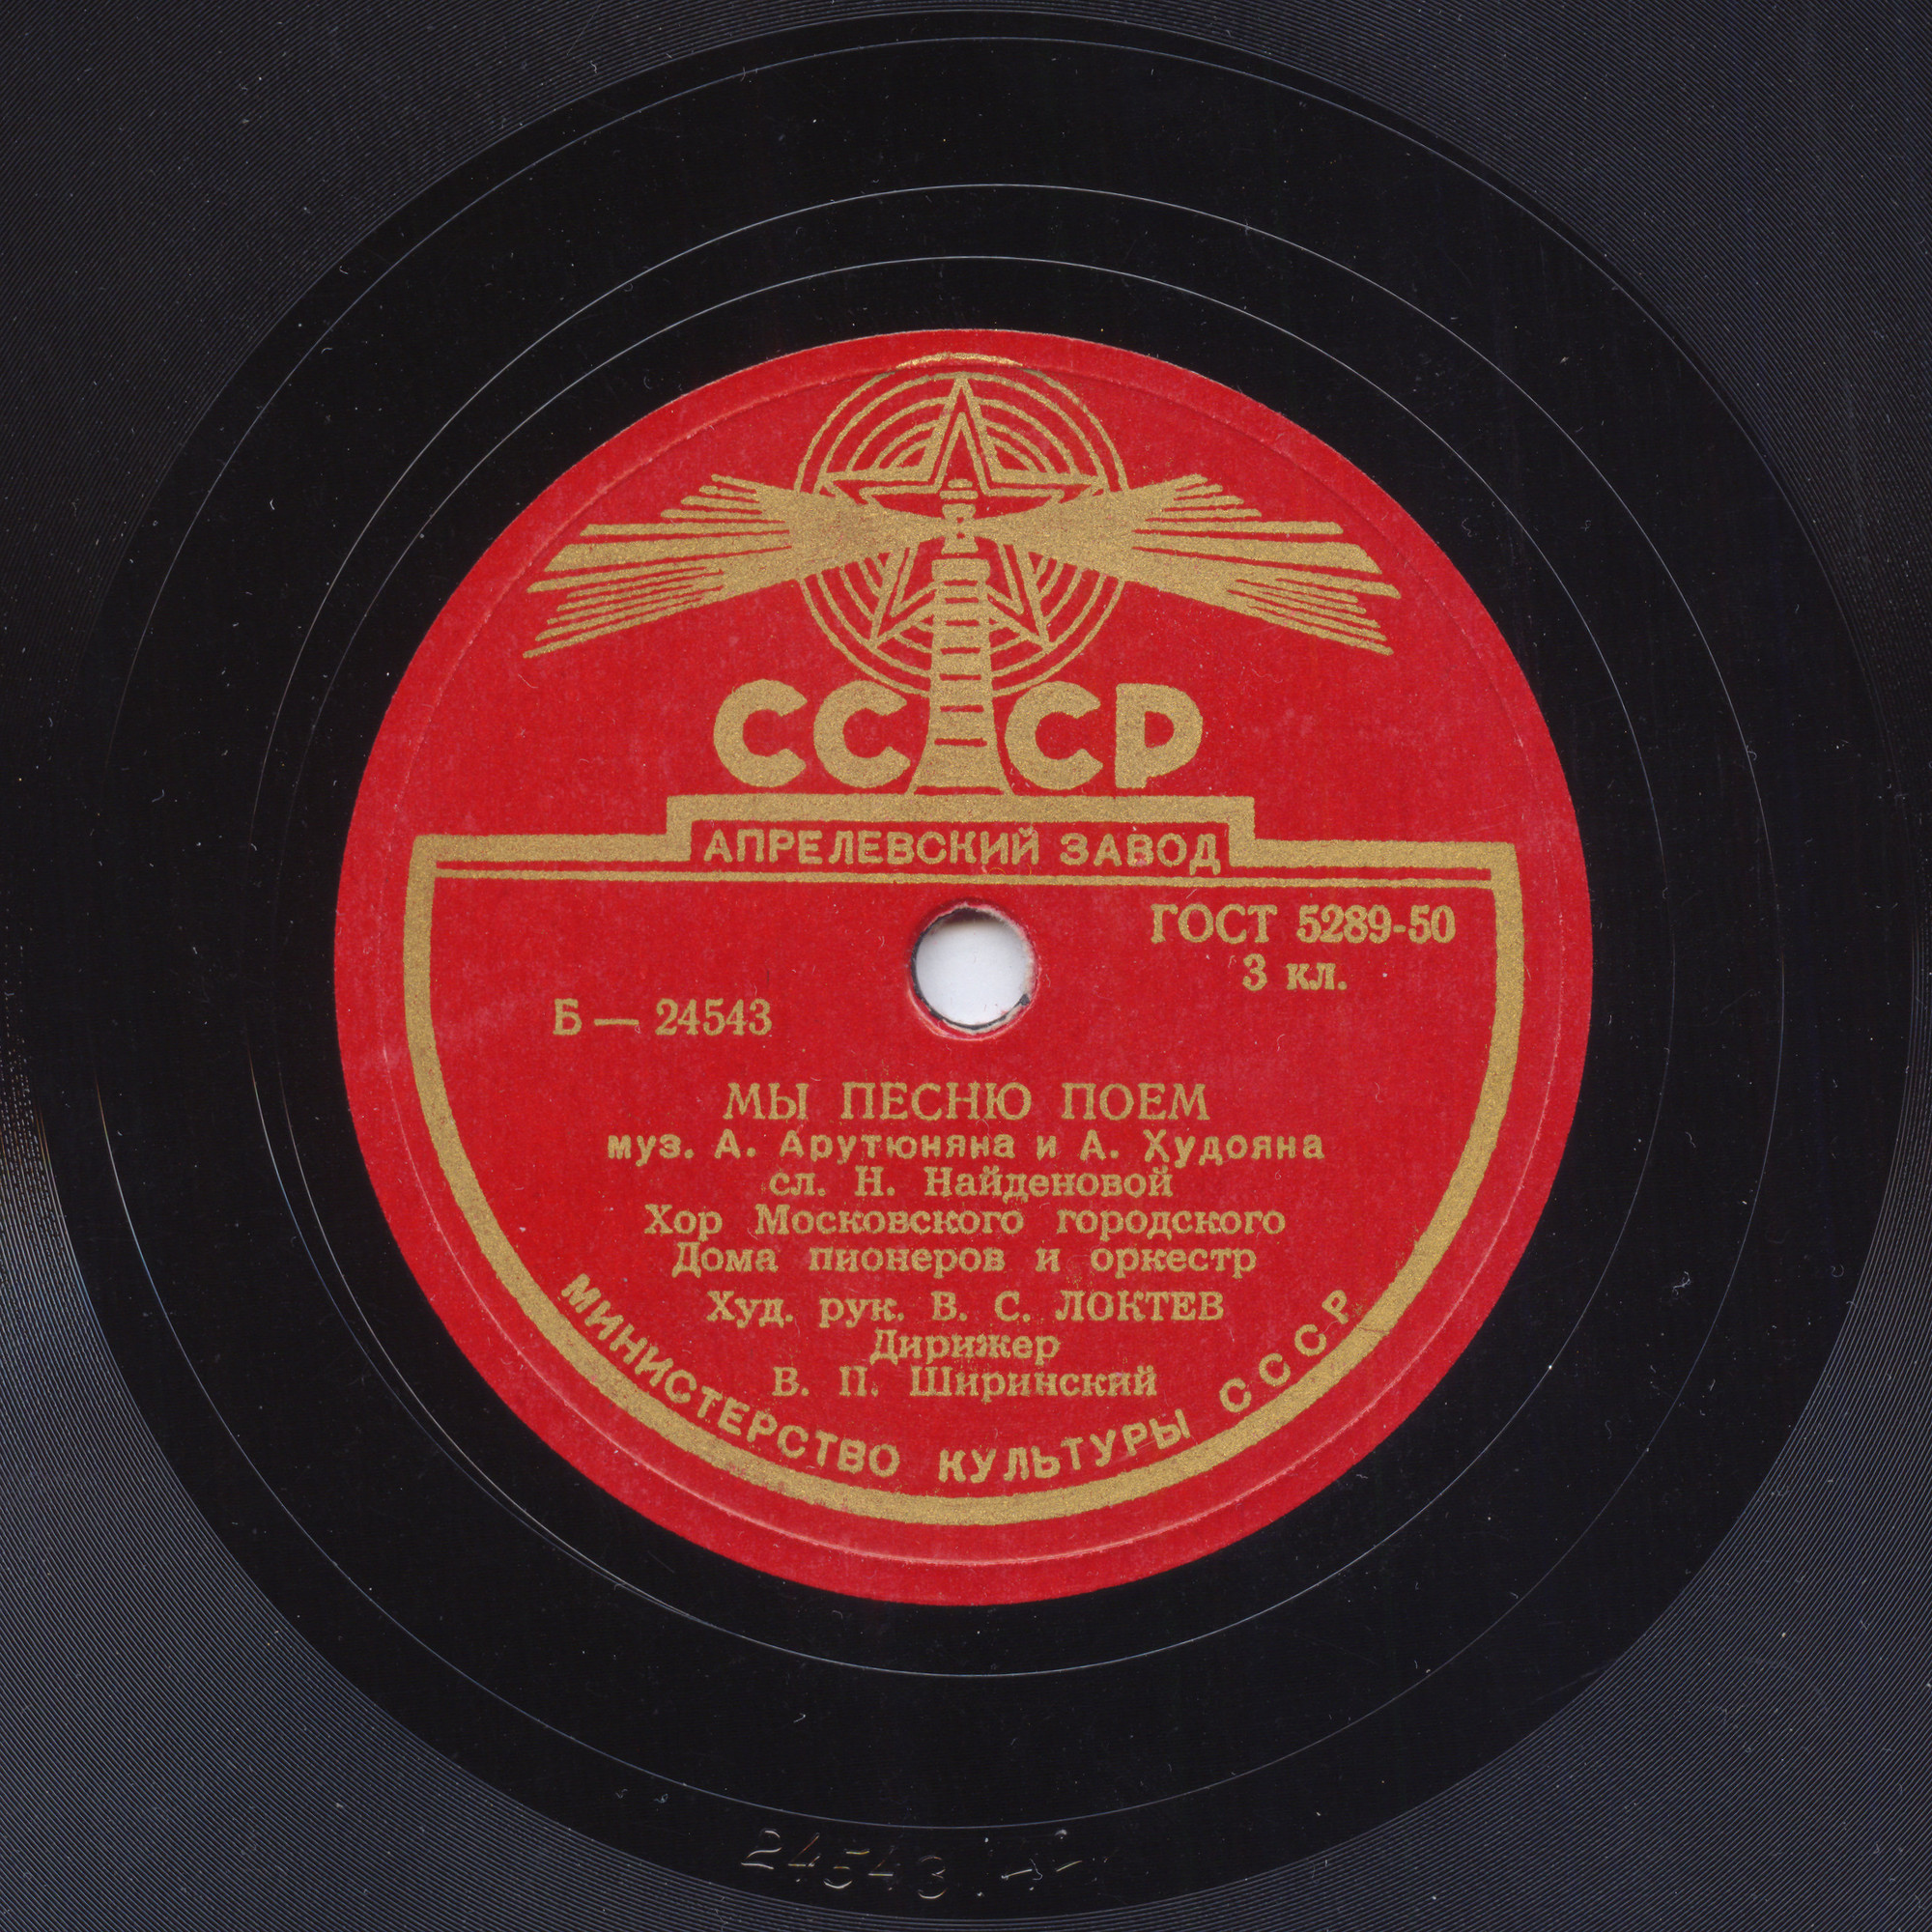 СССР
АПРЕЛЕВСКИЙ ЗАВОД
ГОСТ 5289-50
3 кл.
Б — 24543
МЫ ПЕСНЮ ПОЕМ
муз. А. Арутюняна и А. Худояна
сл. Н. Найденовой
Хор Московского городского
Дома пионеров и оркестр
Худ. рук. В. С. ЛОКТЕВ
Дирижер
В. П. Ширинский
МИНИСТЕРСТВО КУЛЬТУРЫ СССР
24543